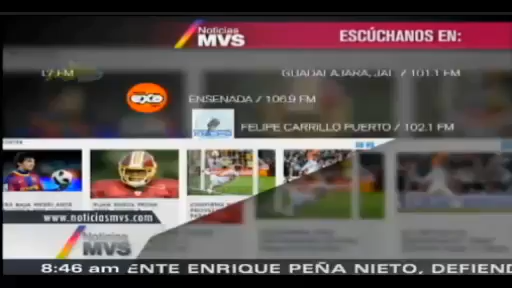 Noticias
MVS
ESCÚCHANOS EN:
GUADALAJARA, JAL / 101.1 FM
exa
ENSENADA / 106.9 FM
FELIPE CARRILLO PUERTO / 102.1 FM
www.noticiasmvs.com
Noticias
MVS
8:46 am ENTE ENRIQUE PEÑA NIETO, DEFIEND